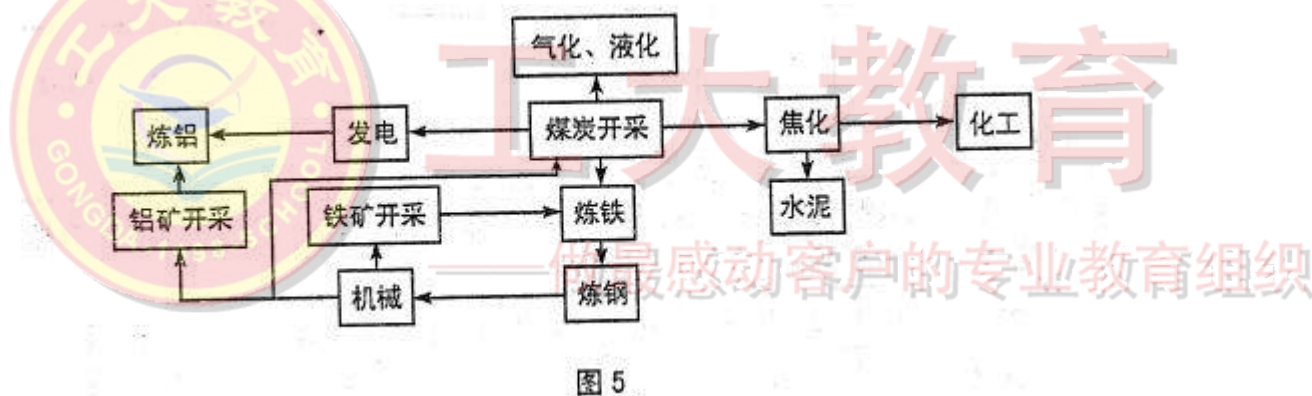 工大教育
气化、液化
炼铝
发电
煤炭开采
焦化
化工
铝矿开采
铁矿开采
炼铁
水泥
——做最感动客户的专业教育组织
机械
炼钢
图 5